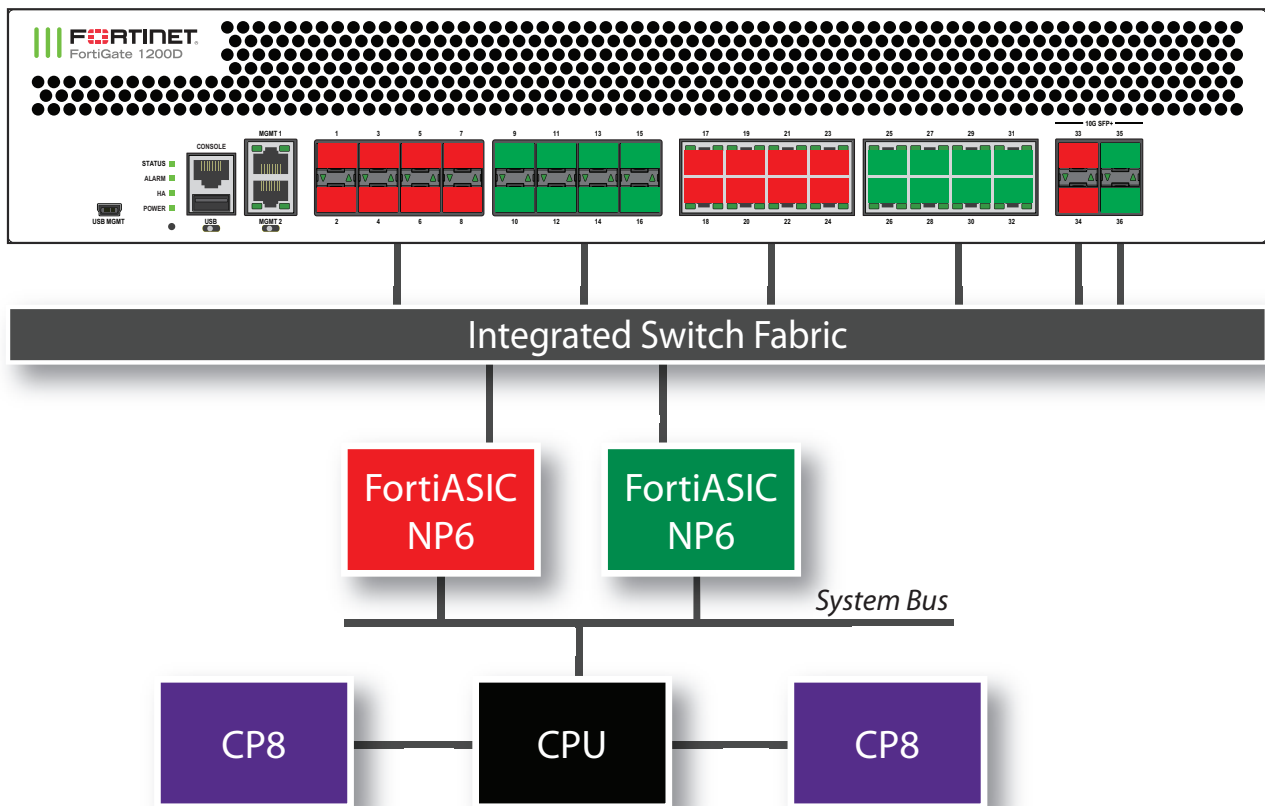 FORTINET
FortiGate 1200D
10G SFP+
MGMT 1 1 3 5 7 9 11 13 15 17 19 21 23 25 27 29 31 33 35
CONSOLE
STATUS
ALARM
HA
POWER
USB MGMT
USB MGMT 2 2 4 6 8 10 12 14 16 18 20 22 24 26 28 30 32 34 36
Integrated Switch Fabric
FortiASIC
NP6
FortiASIC
NP6
System Bus
CP8 CPU CP8